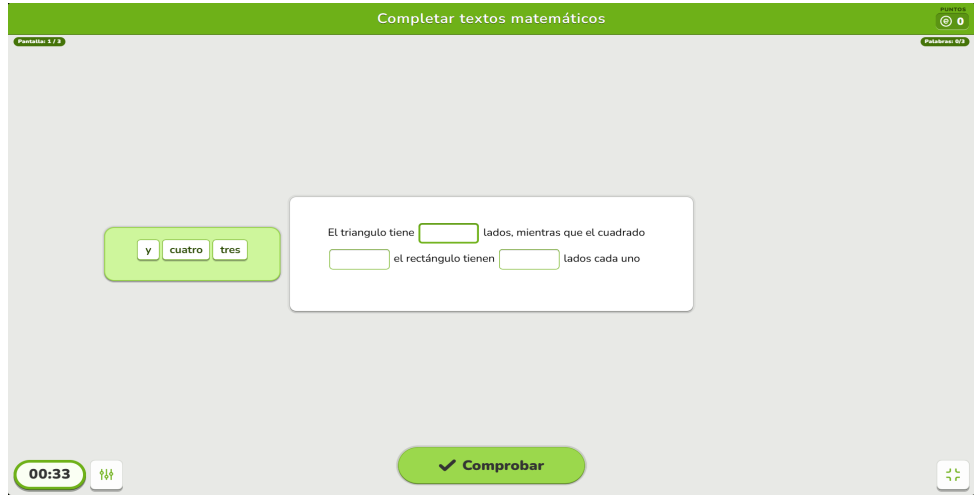 Completar textos matemáticos
PUNTOS
0
Pantalla: 1 / 3
Palabras: 0/3
y cuatro tres
El triangulo tiene lados, mientras que el cuadrado
el rectángulo tienen lados cada uno
00:33
Comprobar